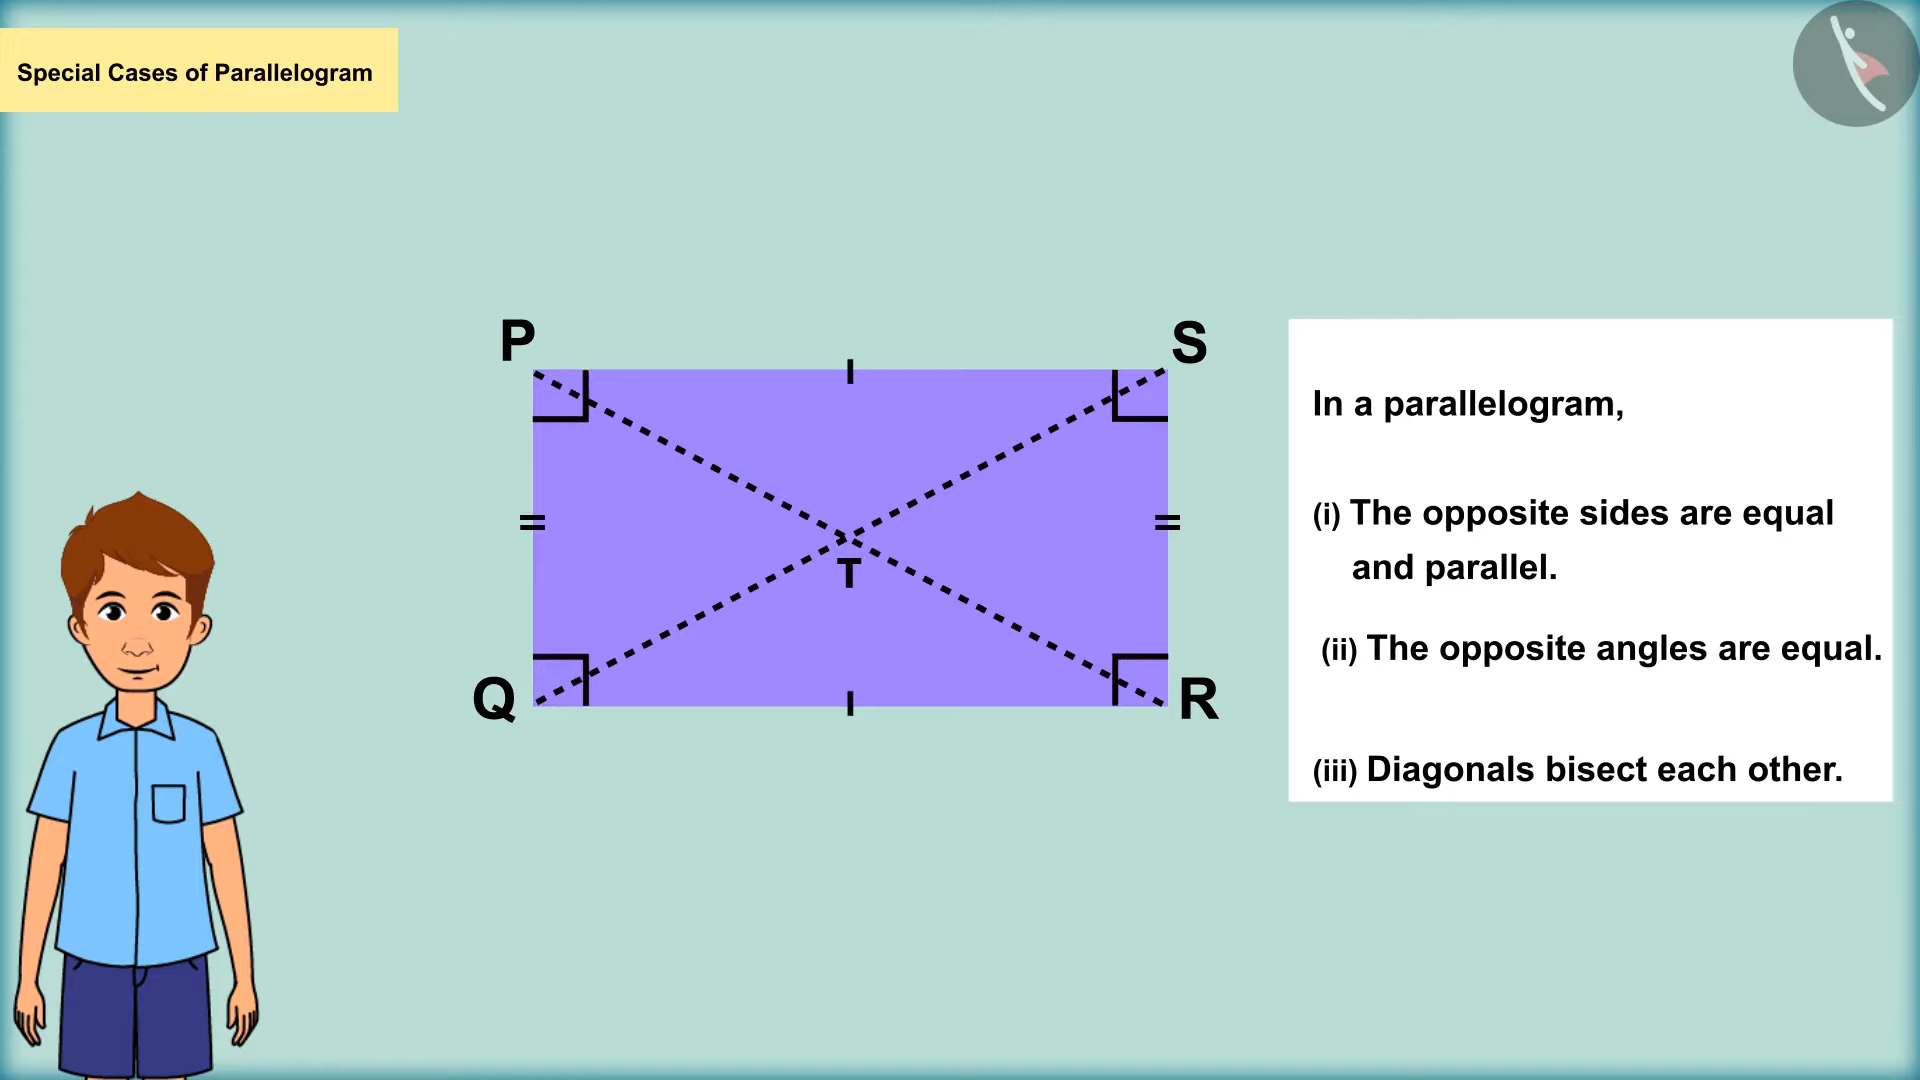 Special Cases of Parallelogram
P
S
T
Q
R
In a parallelogram,
(i) The opposite sides are equal
and parallel.
(ii) The opposite angles are equal.
(iii) Diagonals bisect each other.